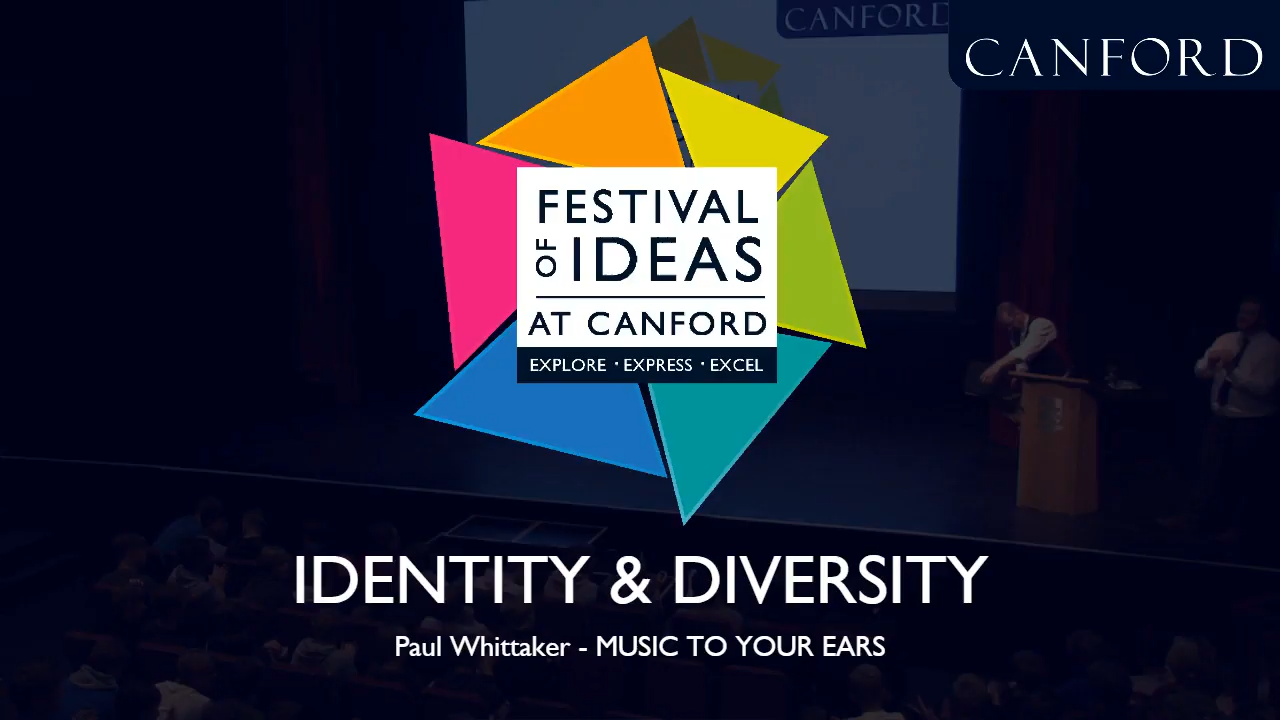 CANFORD
CANFORD
FESTIVAL
OF IDEAS
AT CANFORD
EXPLORE · EXPRESS · EXCEL
IDENTITY & DIVERSITY
Paul Whittaker - MUSIC TO YOUR EARS